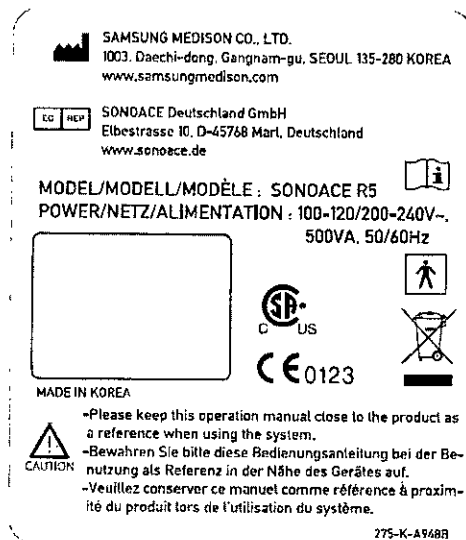 SAMSUNG MEDISON CO., LTD.
1003, Daechi-dong, Gangnam-gu, SEOUL 135-280 KOREA
www.samsungmedison.com
EC REP
SONOACE Deutschland GmbH
Elbestrasse 10, D-45768 Marl, Deutschland
www.sonoace.de
MODEL/MODELL/MODÈLE : SONOACE R5
POWER/NETZ/ALIMENTATION : 100-120/200-240V~,
500VA, 50/60Hz
SA
C US
CE 0123
MADE IN KOREA
CAUTION
-Please keep this operation manual close to the product as
a reference when using the system.
-Bewahren Sie bitte diese Bedienungsanleitung bei der Be-
nutzung als Referenz in der Nähe des Gerätes auf.
-Veuillez conserver ce manuel comme référence à proxim-
ité du produit lors de l'utilisation du système.
275-K-A948B